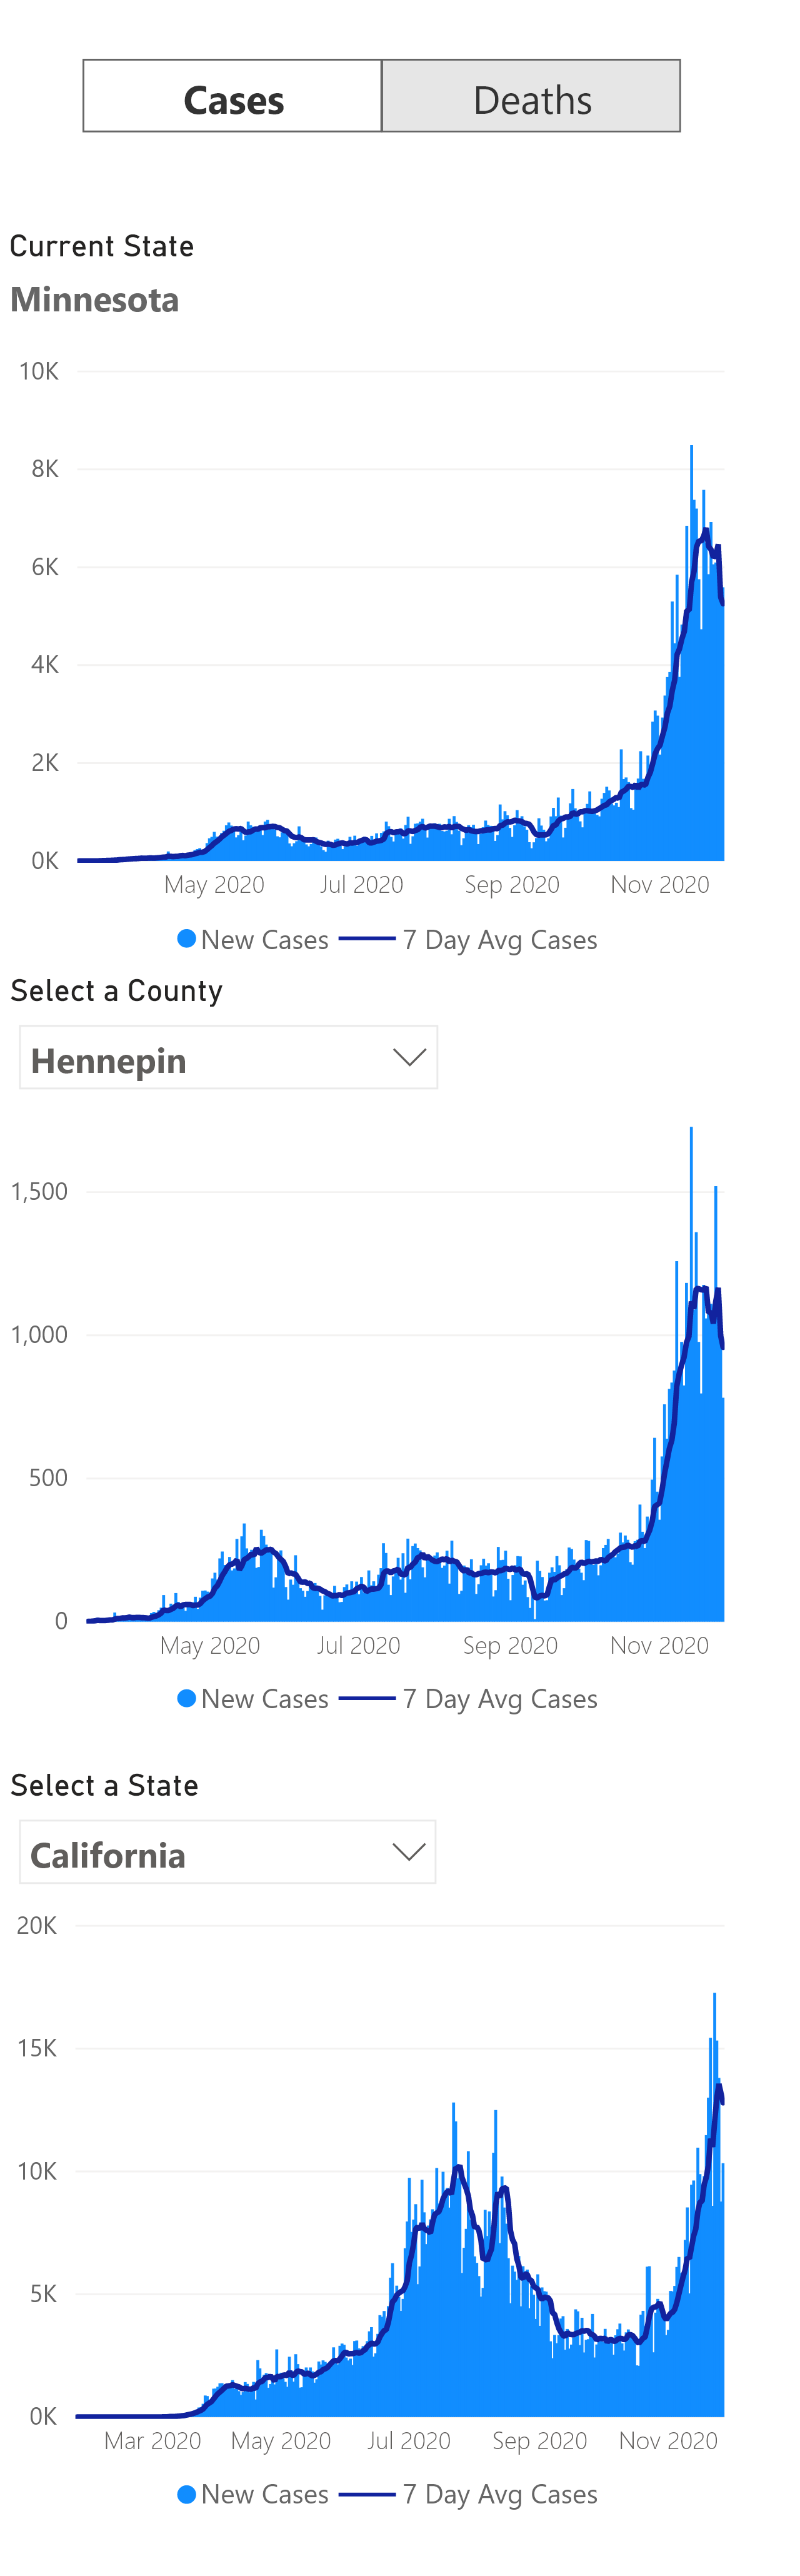 Cases Deaths
Current State
Minnesota
10K
8K
6K
4K
2K
0K
May 2020 Jul 2020 Sep 2020 Nov 2020
New Cases 7 Day Avg Cases
Select a County
Hennepin
1,500
1,000
500
0
May 2020 Jul 2020 Sep 2020 Nov 2020
New Cases 7 Day Avg Cases
Select a State
California
20K
15K
10K
5K
0K
Mar 2020 May 2020 Jul 2020 Sep 2020 Nov 2020
New Cases 7 Day Avg Cases